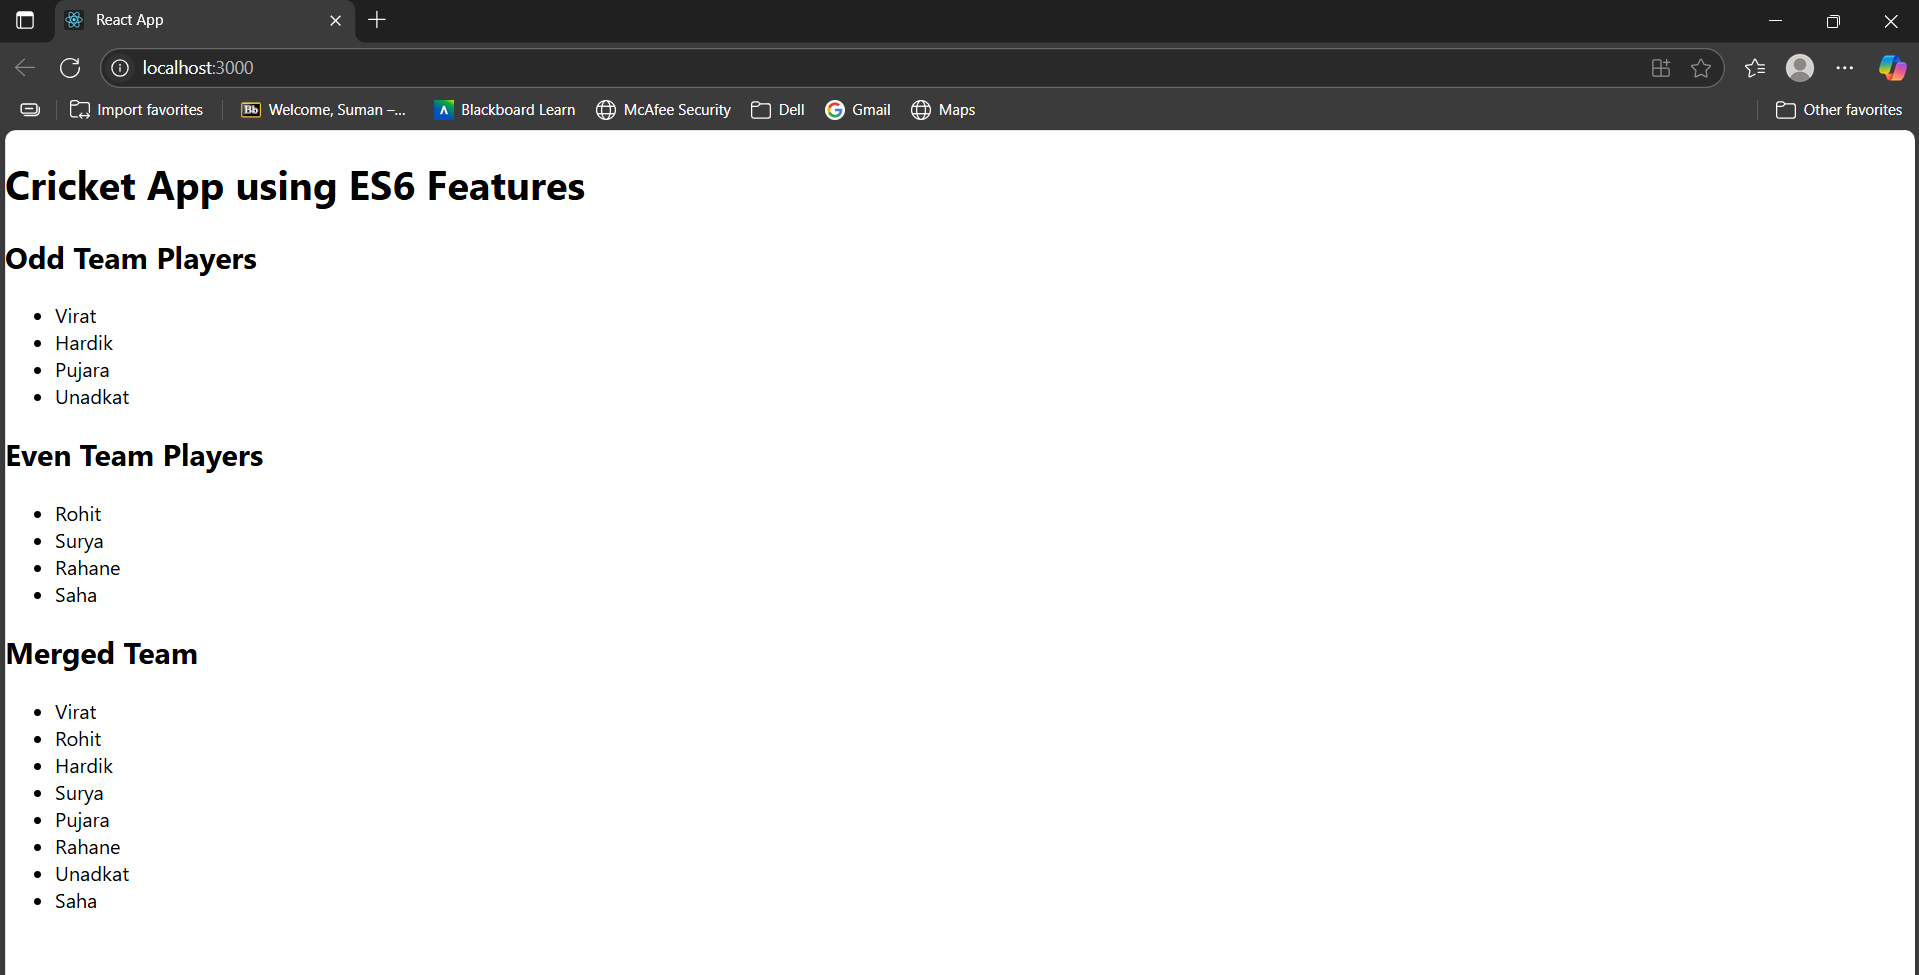 React App
localhost:3000
Import favorites
Bb Welcome, Suman –...
Blackboard Learn
McAfee Security
Dell
Gmail
Maps
Other favorites
Cricket App using ES6 Features
Odd Team Players
Virat
Hardik
Pujara
Unadkat
Even Team Players
Rohit
Surya
Rahane
Saha
Merged Team
Virat
Rohit
Hardik
Surya
Pujara
Rahane
Unadkat
Saha